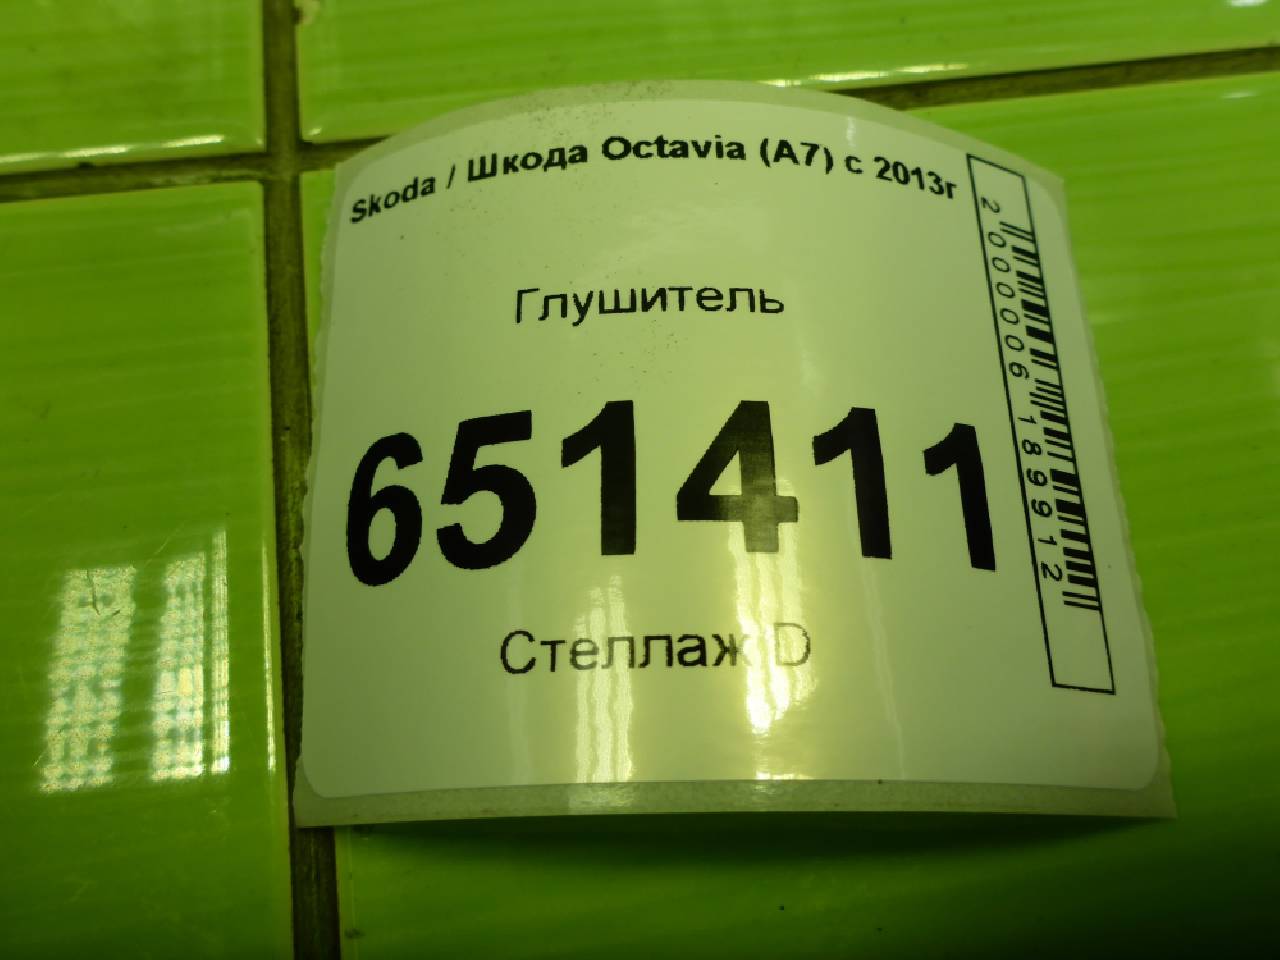 Skoda / Шкода Octavia (A7) с 2013г
Глушитель
651411
Стеллаж D
2000006189912